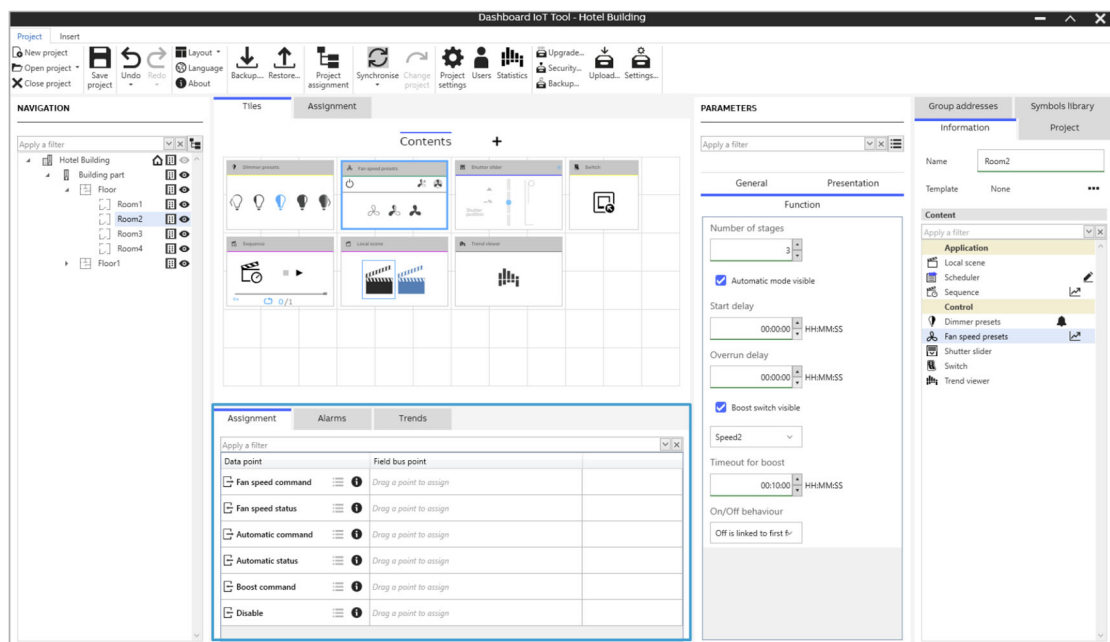 Dashboard IoT Tool - Hotel Building
Project Insert
New project
Open project
Close project
Save project
Undo
Redo
Layout
Language
About
Backup...
Restore...
Project assignment
Synchronise
Change project
Project settings
Users
Statistics
Upgrade...
Security...
Backup...
Upload...
Settings...
NAVIGATION
Apply a filter
Hotel Building
Building part
Floor
Room1
Room2
Room3
Room4
Floor1
Tiles Assignment
Contents +
Dimmer presets
Fan speed presets
Shutter slider
Switch
Shutter position
Sequence
Local scene
Trend viewer
0/1
Assignment Alarms Trends
Apply a filter
Data point Field bus point
Fan speed command Drag a point to assign
Fan speed status Drag a point to assign
Automatic command Drag a point to assign
Automatic status Drag a point to assign
Boost command Drag a point to assign
Disable Drag a point to assign
PARAMETERS
Apply a filter
General Presentation
Function
Number of stages
3
Automatic mode visible
Start delay
00:00:00 HH:MM:SS
Overrun delay
00:00:00 HH:MM:SS
Boost switch visible
Speed2
Timeout for boost
00:10:00 HH:MM:SS
On/Off behaviour
Off is linked to first f
Group addresses Symbols library
Information Project
Name Room2
Template None
Content
Apply a filter
Application
Local scene
Scheduler
Sequence
Control
Dimmer presets
Fan speed presets
Shutter slider
Switch
Trend viewer